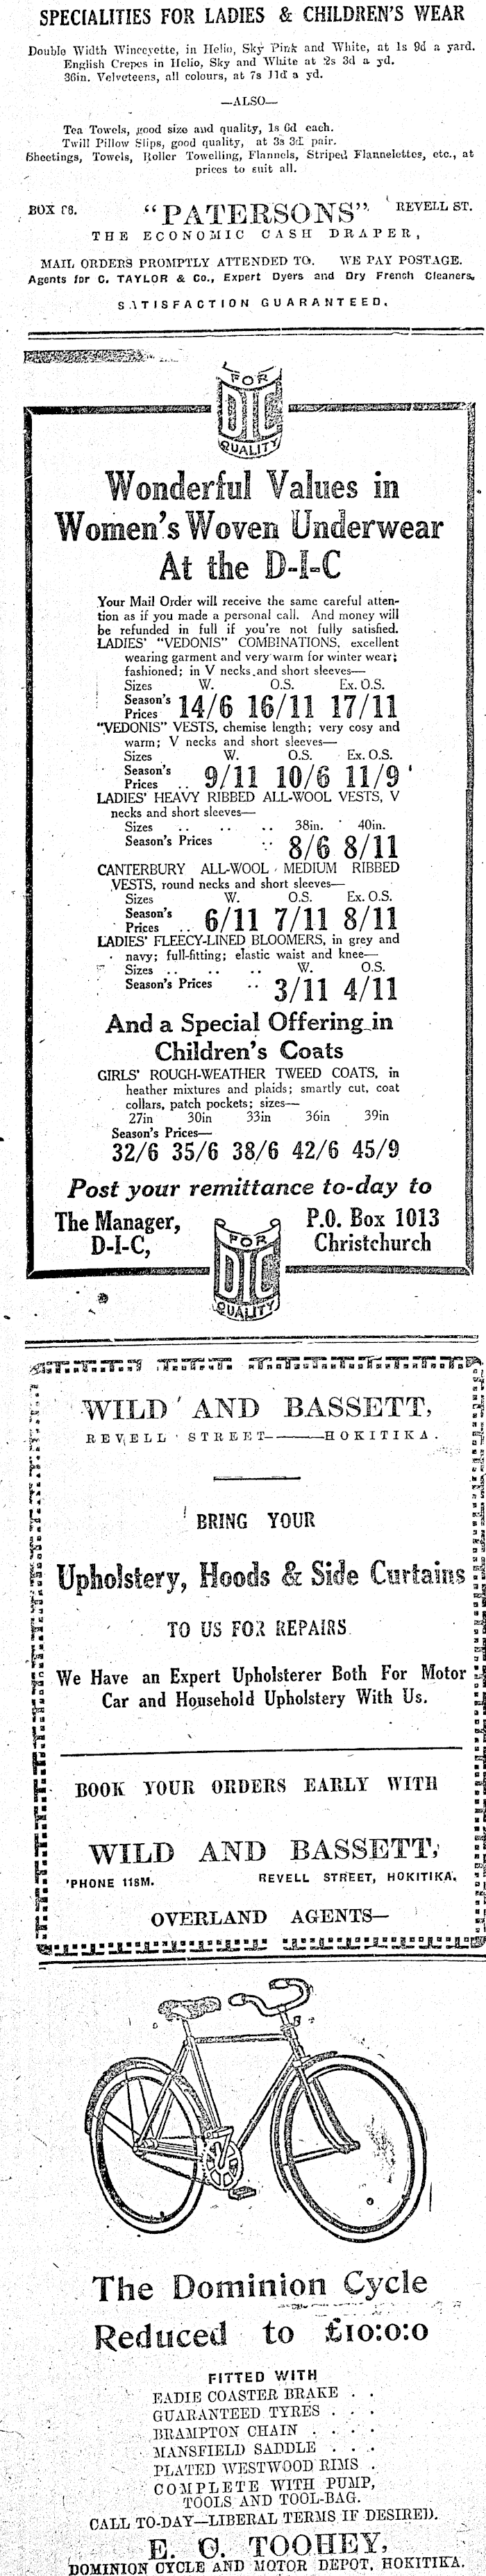 SPECIALITIES FOR LADIES & CHILDREN'S WEAR
Double Width Winceyette, in Helio, Sky Pink and White, at 1s 9d a yard.
English Crepes in Helio, Sky and White at 2s 3d a yd.
36in. Velveteens, all colours, at 7s 11d a yd.
—ALSO—
Tea Towels, good size and quality, 1s 6d each.
Twill Pillow Slips, good quality, at 3s 3d pair.
Sheetings, Towels, Roller Towelling, Flannels, Striped Flannelettes, etc., at
prices to suit all.
BOX "PATERSONS" REVELL ST.
THE ECONOMIC CASH DRAPER,
MAIL ORDERS PROMPTLY ATTENDED TO. WE PAY POSTAGE.
Agents for C. TAYLOR & Co., Expert Dyers and Dry French Cleaners.
SATISFACTION GUARANTEED.
FOR
DIC
QUALITY
Wonderful Values in
Women's Woven Underwear
At the D-I-C
Your Mail Order will receive the same careful atten-
tion as if you made a personal call. And money will
be refunded in full if you're not fully satisfied.
LADIES' "VEDONIS" COMBINATIONS, excellent
wearing garment and very warm for winter wear;
fashioned; in V necks and short sleeves—
Sizes W. O.S. Ex. O.S.
Season's
Prices 14/6 16/11 17/11
"VEDONIS" VESTS, chemise length; very cosy and
warm; V necks and short sleeves—
Sizes W. O.S. Ex. O.S.
Season's
Prices .. 9/11 10/6 11/9
LADIES' HEAVY RIBBED ALL-WOOL VESTS, V
necks and short sleeves—
Sizes .. .. .. 38in. 40in.
Season's Prices .. 8/6 8/11
CANTERBURY ALL-WOOL MEDIUM RIBBED
VESTS, round necks and short sleeves—
Sizes W. O.S. Ex. O.S.
Season's
Prices .. 6/11 7/11 8/11
LADIES' FLEECY-LINED BLOOMERS, in grey and
navy; full-fitting; elastic waist and knee—
Sizes .. .. .. W. O.S.
Season's Prices .. 3/11 4/11
And a Special Offering in
Children's Coats
GIRLS' ROUGH-WEATHER TWEED COATS, in
heather mixtures and plaids; smartly cut, coat
collars, patch pockets; sizes—
27in 30in 33in 36in 39in
Season's Prices—
32/6 35/6 38/6 42/6 45/9
Post your remittance to-day to
The Manager,
D-I-C,
FOR
DIC
QUALITY
P.O. Box 1013
Christchurch
WILD AND BASSETT,
REVELL STREET———HOKITIKA.
BRING YOUR
Upholstery, Hoods & Side Curtains
TO US FOR REPAIRS
We Have an Expert Upholsterer Both For Motor
Car and Household Upholstery With Us.
BOOK YOUR ORDERS EARLY WITH
WILD AND BASSETT,
'PHONE 118M. REVELL STREET, HOKITIKA.
OVERLAND AGENTS—
The Dominion Cycle
Reduced to £10:0:0
FITTED WITH
EADIE COASTER BRAKE . .
GUARANTEED TYRES . . .
BRAMPTON CHAIN . . . .
MANSFIELD SADDLE . . .
PLATED WESTWOOD RIMS .
COMPLETE WITH PUMP,
TOOLS AND TOOL-BAG.
CALL TO-DAY—LIBERAL TERMS IF DESIRED.
E. C. TOOHEY,
DOMINION CYCLE AND MOTOR DEPOT, HOKITIKA.